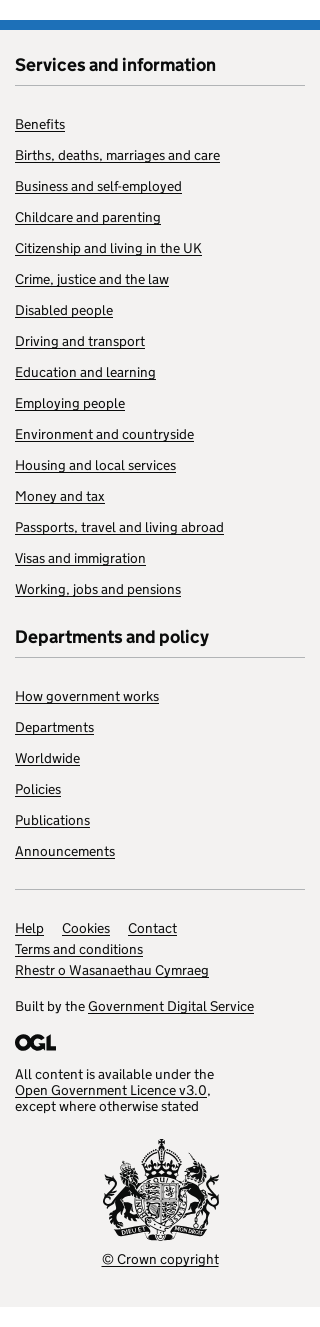 Services and information
Benefits
Births, deaths, marriages and care
Business and self-employed
Childcare and parenting
Citizenship and living in the UK
Crime, justice and the law
Disabled people
Driving and transport
Education and learning
Employing people
Environment and countryside
Housing and local services
Money and tax
Passports, travel and living abroad
Visas and immigration
Working, jobs and pensions
Departments and policy
How government works
Departments
Worldwide
Policies
Publications
Announcements
Help Cookies Contact
Terms and conditions
Rhestr o Wasanaethau Cymraeg
Built by the Government Digital Service
OGL
All content is available under the
Open Government Licence v3.0,
except where otherwise stated
DIEU ET MON DROIT
© Crown copyright